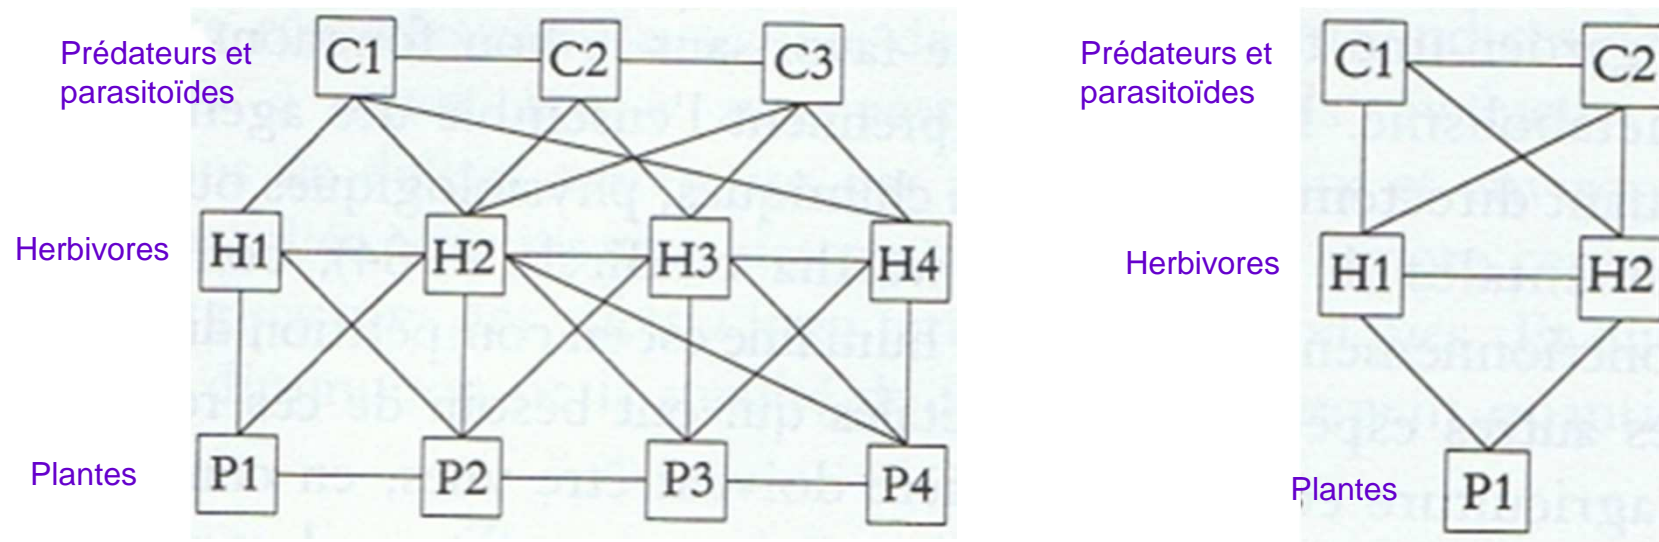 Prédateurs et
parasitoïdes
C1 C2 C3
Herbivores
H1 H2 H3 H4
Plantes
P1 P2 P3 P4
Prédateurs et
parasitoïdes
C1 C2
Herbivores
H1 H2
Plantes
P1